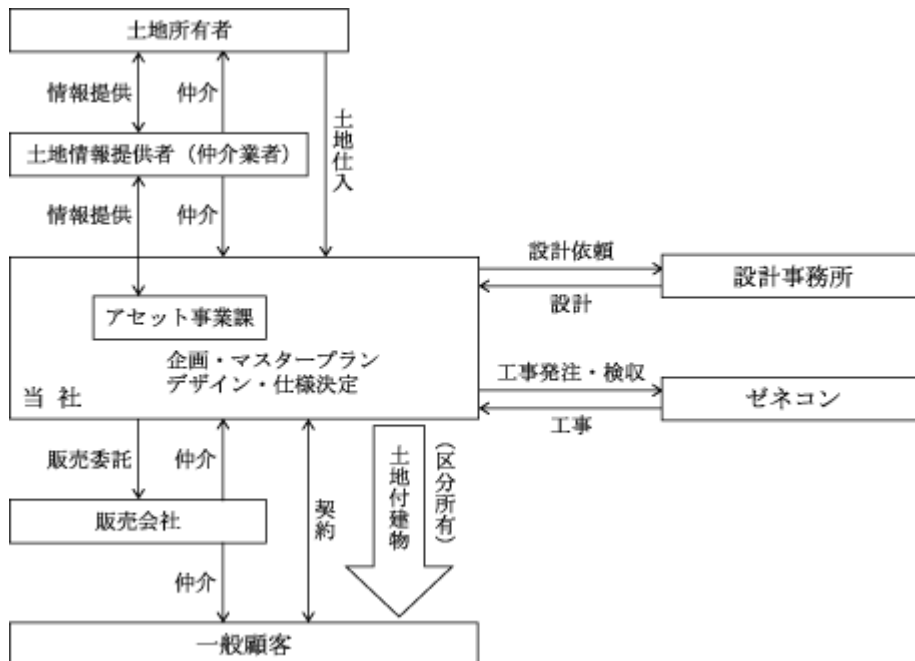 土地所有者
情報提供
仲介
土地仕入
土地情報提供者（仲介業者）
情報提供
仲介
アセット事業課
企画・マスタープラン
デザイン・仕様決定
当 社
設計依頼
設計
設計事務所
工事発注・検収
工事
ゼネコン
販売委託
仲介
契約
土地付建物
（区分所有）
販売会社
仲介
一般顧客